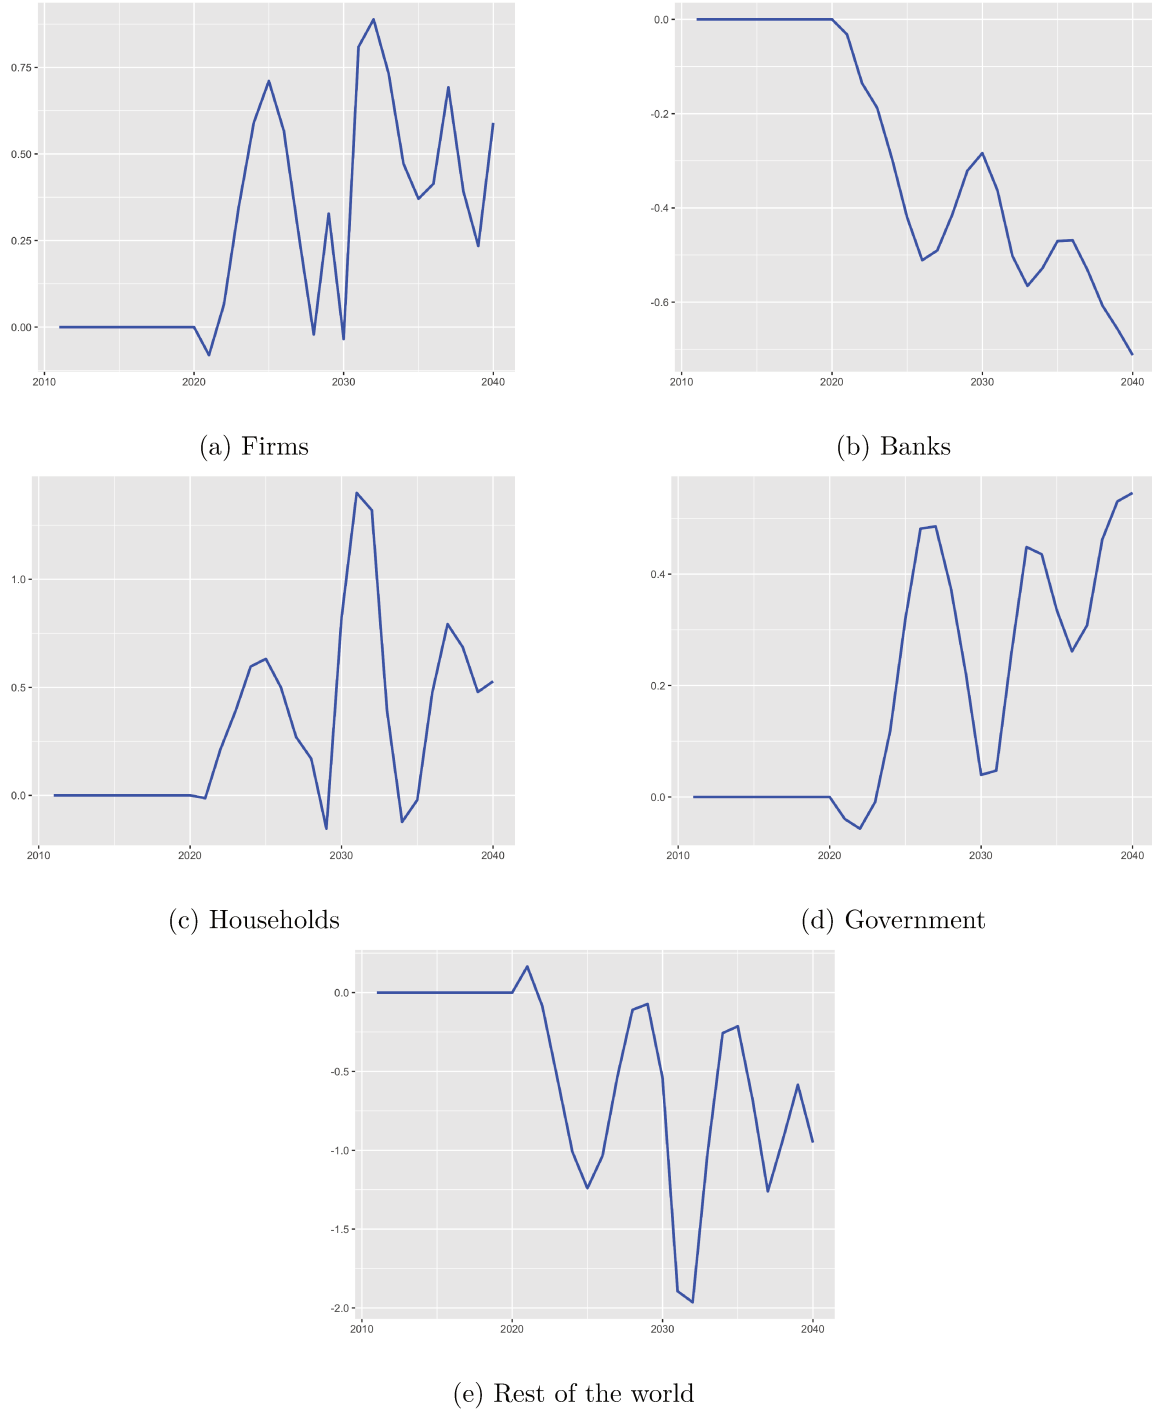 0.75
0.50
0.25
0.00
2010 2020 2030 2040
(a) Firms
0.0
-0.2
-0.4
-0.6
2010 2020 2030 2040
(b) Banks
1.0
0.5
0.0
2010 2020 2030 2040
(c) Households
0.4
0.2
0.0
2010 2020 2030 2040
(d) Government
0.0
-0.5
-1.0
-1.5
-2.0
2010 2020 2030 2040
(e) Rest of the world